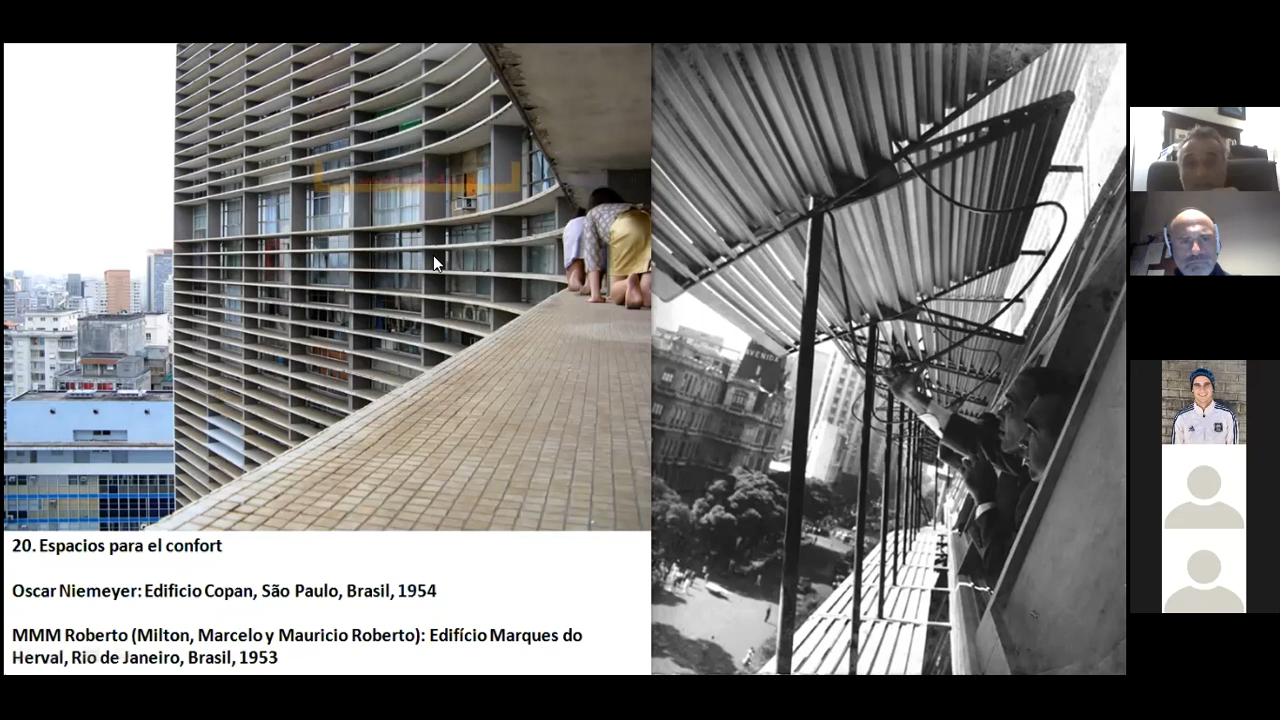 20. Espacios para el confort
Oscar Niemeyer: Edificio Copan, São Paulo, Brasil, 1954
MMM Roberto (Milton, Marcelo y Mauricio Roberto): Edifício Marques do
Herval, Rio de Janeiro, Brasil, 1953
AVENIDA